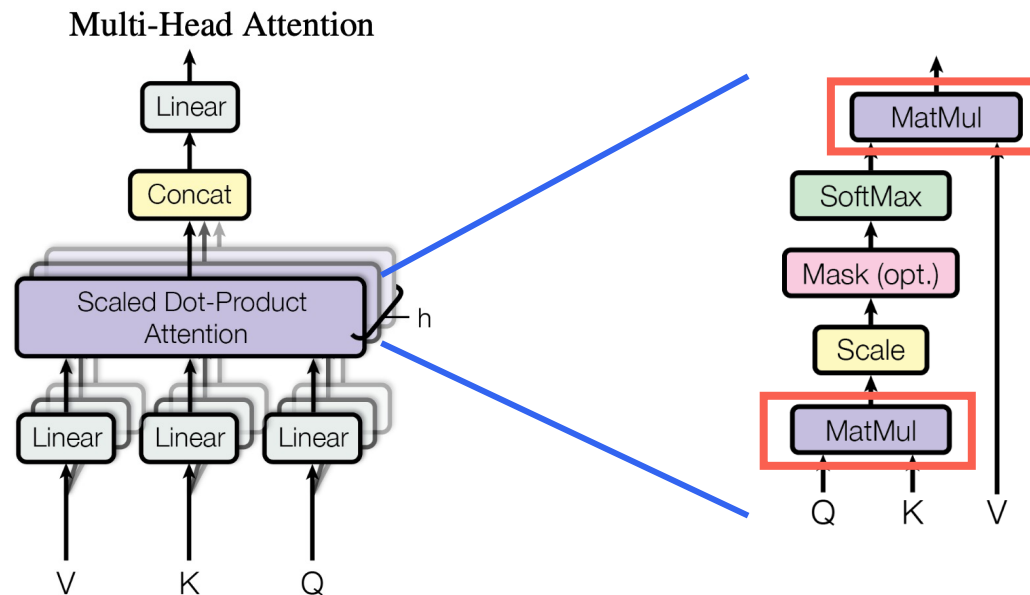 Multi-Head Attention
Linear
Concat
Scaled Dot-Product
Attention
h
Linear
Linear
Linear
V
K
Q
MatMul
SoftMax
Mask (opt.)
Scale
MatMul
Q
K
V